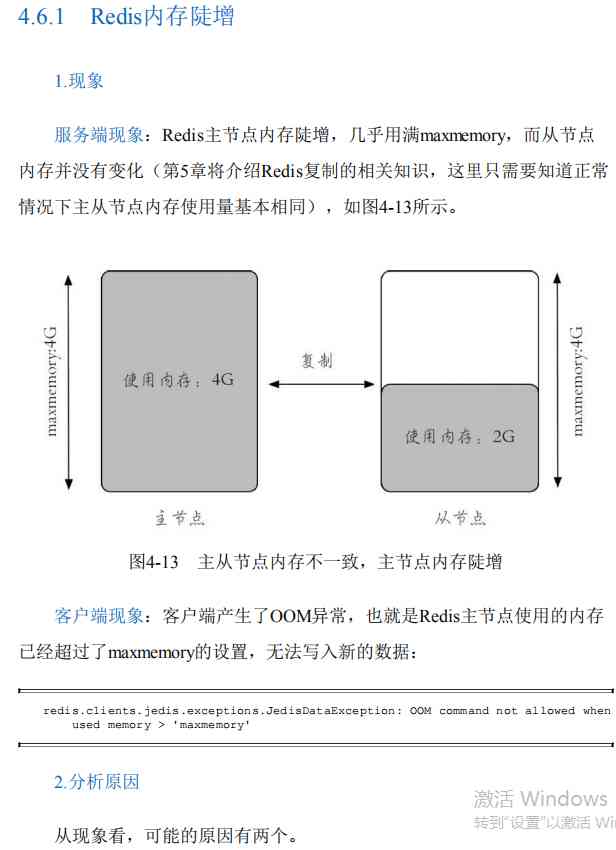 4.6.1 Redis内存陡增
1.现象
服务端现象：Redis主节点内存陡增，几乎用满maxmemory，而从节点
内存并没有变化（第5章将介绍Redis复制的相关知识，这里只需要知道正常
情况下主从节点内存使用量基本相同），如图4-13所示。
maxmemory:4G
使用内存：4G
复制
使用内存：2G
maxmemory:4G
主节点
从节点
图4-13 主从节点内存不一致，主节点内存陡增
客户端现象：客户端产生了OOM异常，也就是Redis主节点使用的内存
已经超过了maxmemory的设置，无法写入新的数据：
redis.clients.jedis.exceptions.JedisDataException: OOM command not allowed when
used memory > 'maxmemory'
2.分析原因
激活 Windows
转到"设置"以激活 Wi
从现象看，可能的原因有两个。